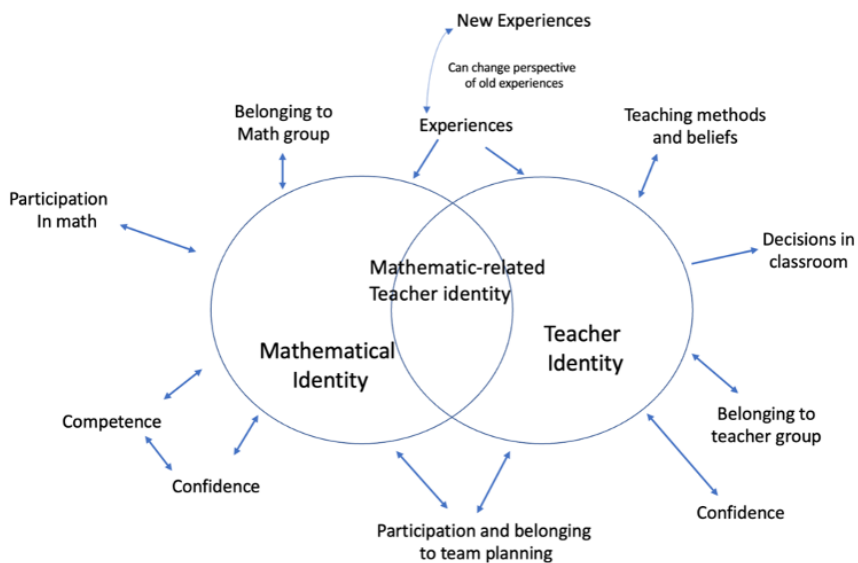 New Experiences
Can change perspective
of old experiences
Belonging to
Math group
Experiences
Teaching methods
and beliefs
Participation
In math
Decisions in
classroom
Mathematic-related
Teacher identity
Mathematical
Identity
Teacher
Identity
Competence
Belonging to
teacher group
Confidence
Confidence
Participation and belonging
to team planning